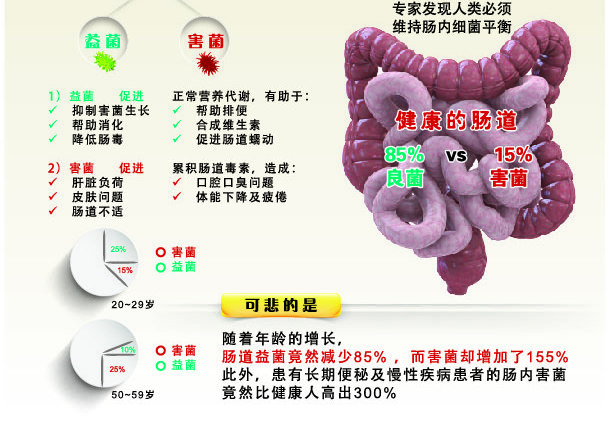 益菌
害菌
专家发现人类必须
维持肠内细菌平衡
1）益菌 促进
✓ 抑制害菌生长
✓ 帮助消化
✓ 降低肠毒
正常营养代谢，有助于：
✓ 帮助排便
✓ 合成维生素
✓ 促进肠道蠕动
2）害菌 促进
✓ 肝脏负荷
✓ 皮肤问题
✓ 肠道不适
累积肠道毒素，造成：
✓ 口腔口臭问题
✓ 体能下降及疲倦
健康的肠道
85% vs 15%
良菌 害菌
25%
15%
害菌
益菌
20~29岁
10%
25%
害菌
益菌
50~59岁
可悲的是
随着年龄的增长，
肠道益菌竟然减少85% ，而害菌却增加了155%
此外，患有长期便秘及慢性疾病患者的肠内害菌
竟然比健康人高出300%